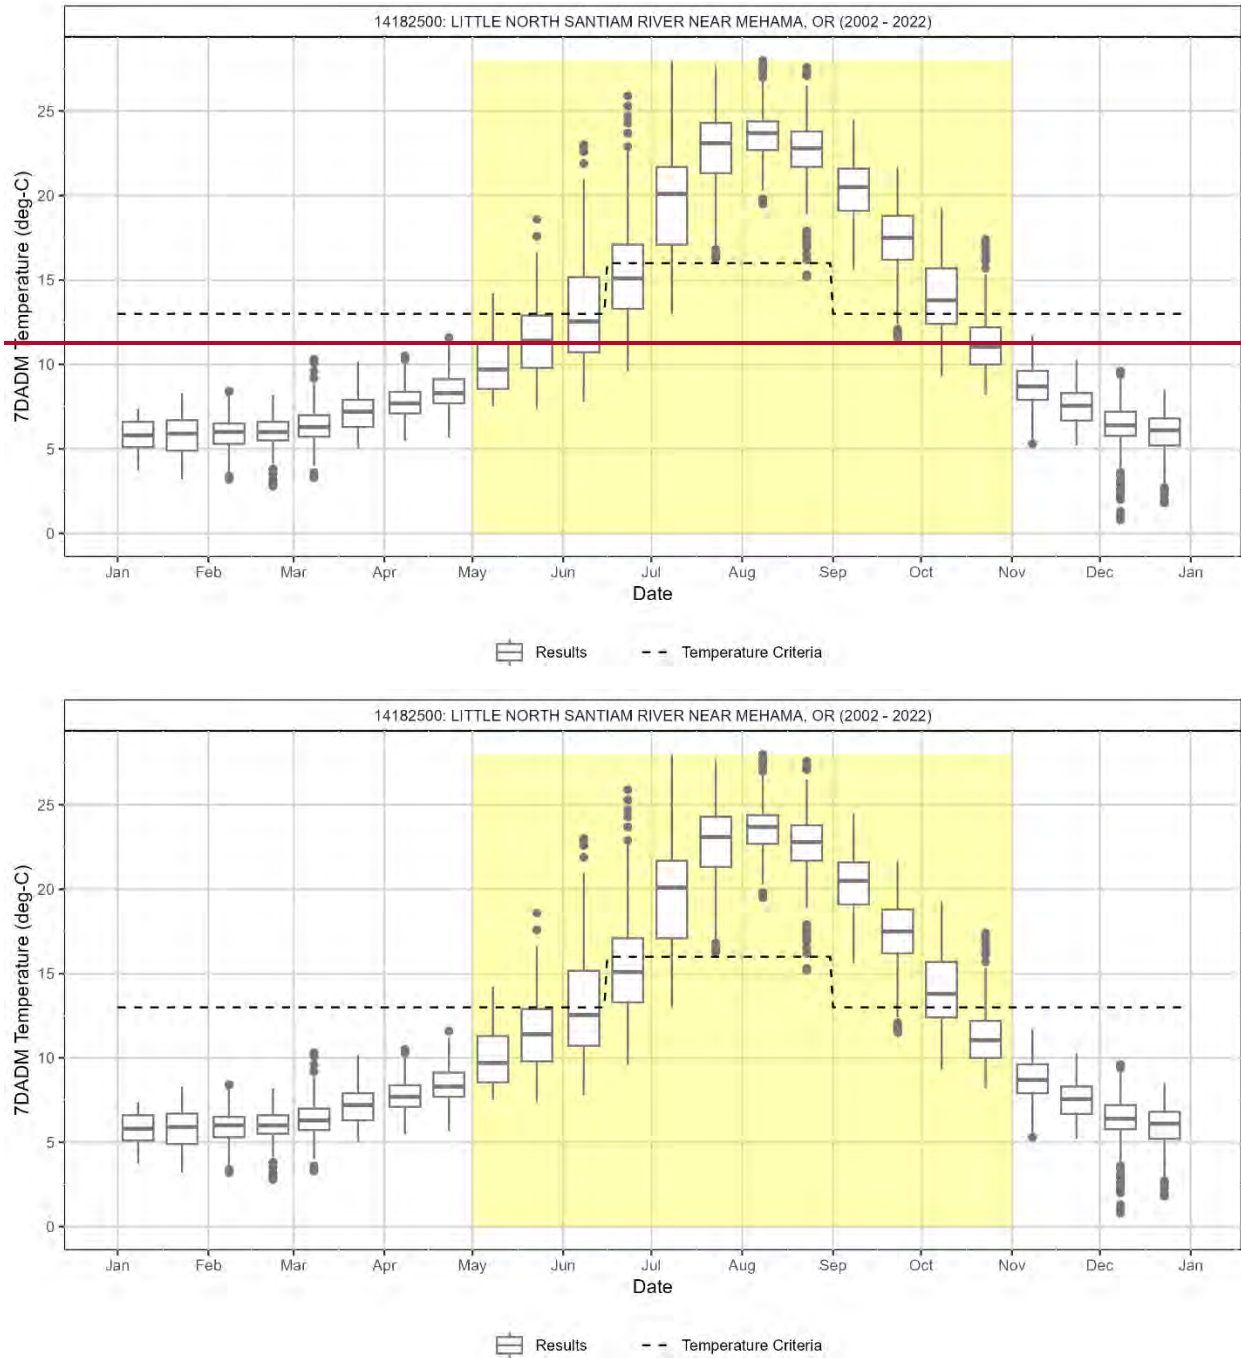 14182500: LITTLE NORTH SANTIAM RIVER NEAR MEHAMA, OR (2002 - 2022)
7DADM Temperature (deg-C)
25
20
15
10
5
0
Jan Feb Mar Apr May Jun Jul Aug Sep Oct Nov Dec Jan
Date
Results Temperature Criteria
14182500: LITTLE NORTH SANTIAM RIVER NEAR MEHAMA, OR (2002 - 2022)
7DADM Temperature (deg-C)
25
20
15
10
5
0
Jan Feb Mar Apr May Jun Jul Aug Sep Oct Nov Dec Jan
Date
Results Temperature Criteria